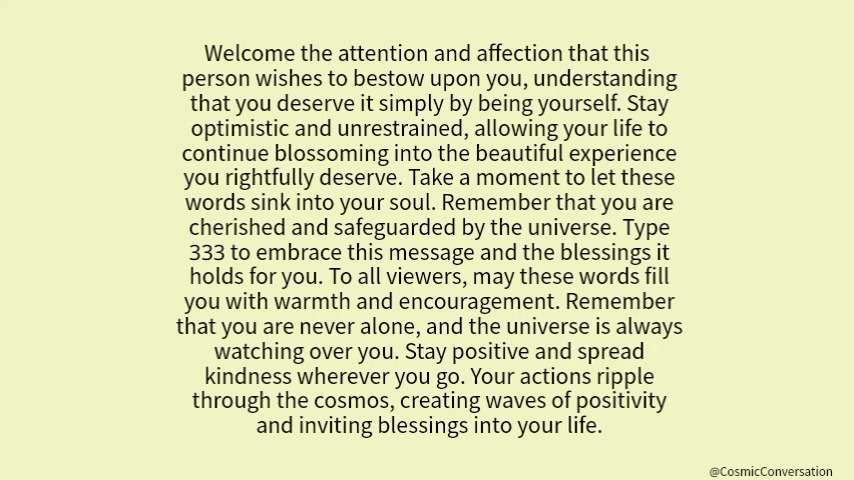 Welcome the attention and affection that this
person wishes to bestow upon you, understanding
that you deserve it simply by being yourself. Stay
optimistic and unrestrained, allowing your life to
continue blossoming into the beautiful experience
you rightfully deserve. Take a moment to let these
words sink into your soul. Remember that you are
cherished and safeguarded by the universe. Type
333 to embrace this message and the blessings it
holds for you. To all viewers, may these words fill
you with warmth and encouragement. Remember
that you are never alone, and the universe is always
watching over you. Stay positive and spread
kindness wherever you go. Your actions ripple
through the cosmos, creating waves of positivity
and inviting blessings into your life.
@CosmicConversation